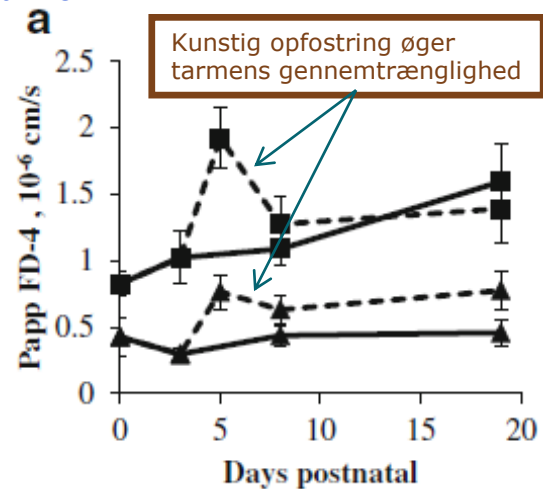 a
Kunstig opfostring øger
tarmens gennemtrænglighed
Papp FD-4 , 10⁻⁶ cm/s
2.5
2
1.5
1
0.5
0
0 5 10 15 20
Days postnatal